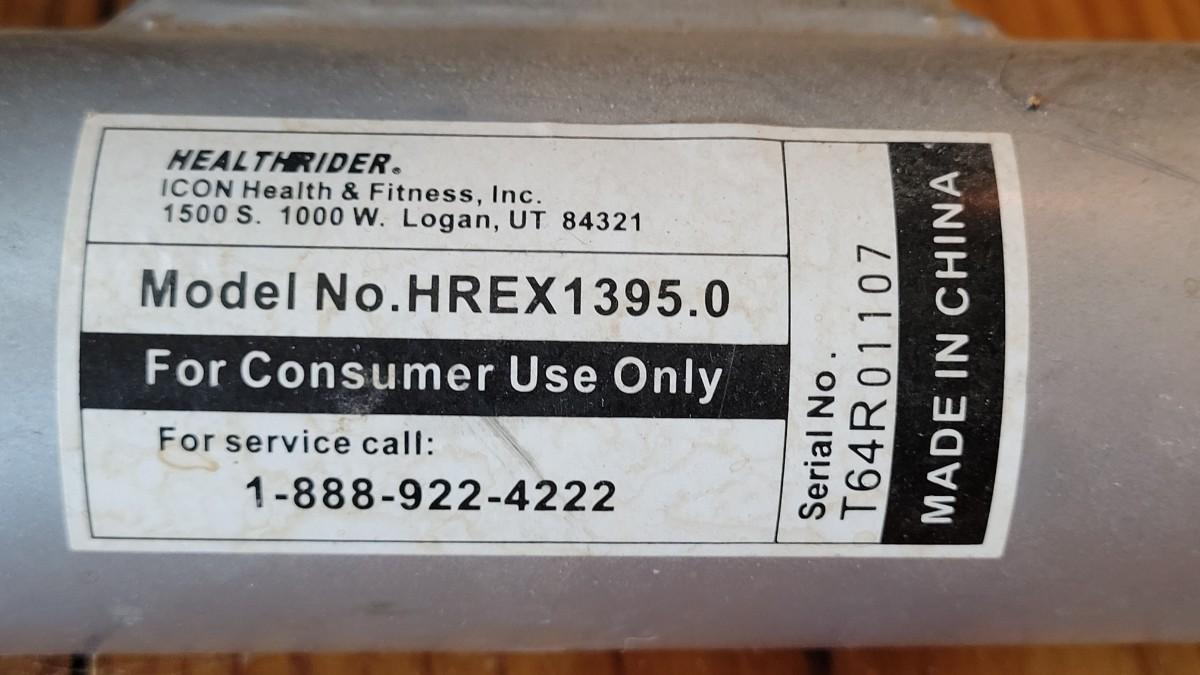 HEALTHRIDER®
ICON Health & Fitness, Inc.
1500 S. 1000 W. Logan, UT 84321
Model No.HREX1395.0
For Consumer Use Only
For service call:
1-888-922-4222
Serial No.
T64R011107
MADE IN CHINA